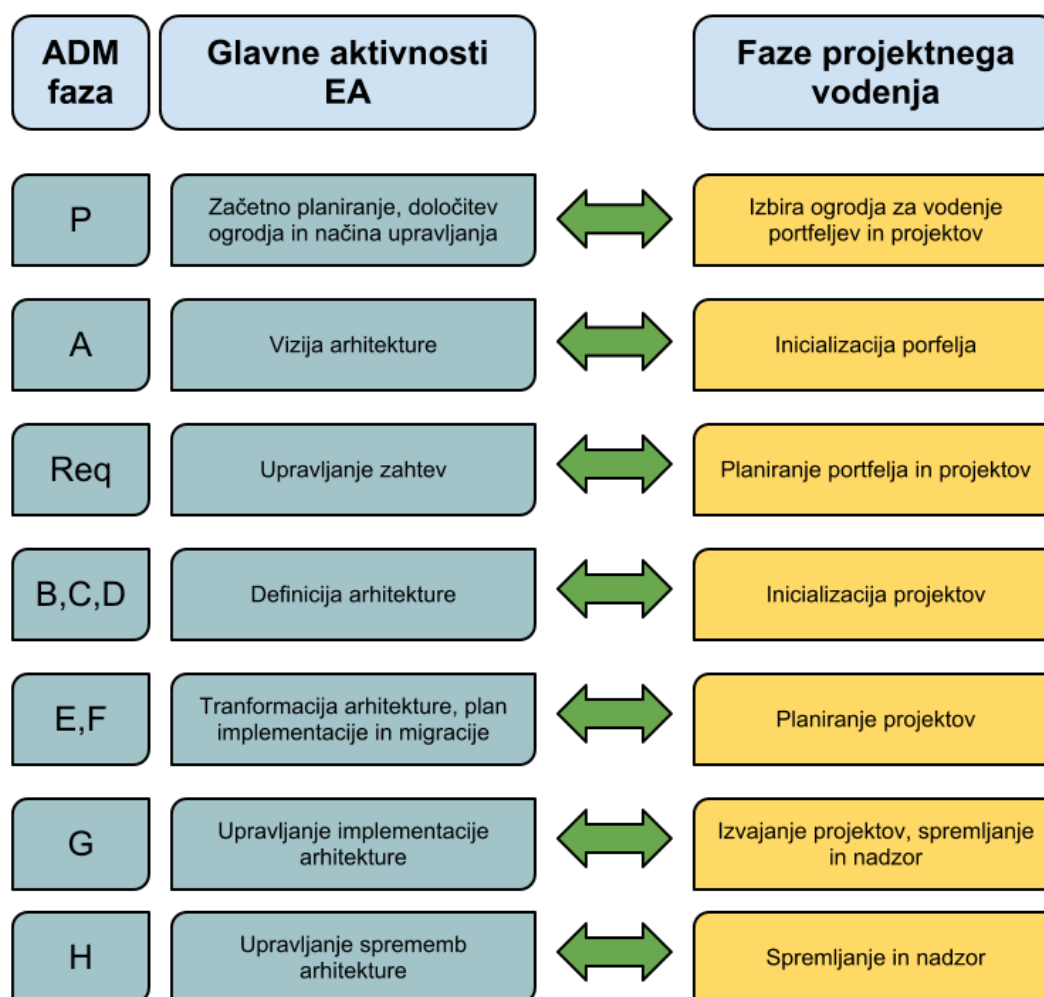 ADM
faza
Glavne aktivnosti
EA
Faze projektnega
vodenja
P
Začetno planiranje, določitev
ogrodja in načina upravljanja
Izbira ogrodja za vodenje
portfeljev in projektov
A
Vizija arhitekture
Inicializacija porfelja
Req
Upravljanje zahtev
Planiranje portfelja in projektov
B,C,D
Definicija arhitekture
Inicializacija projektov
E,F
Tranformacija arhitekture, plan
implementacije in migracije
Planiranje projektov
G
Upravljanje implementacije
arhitekture
Izvajanje projektov, spremljanje
in nadzor
H
Upravljanje sprememb
arhitekture
Spremljanje in nadzor